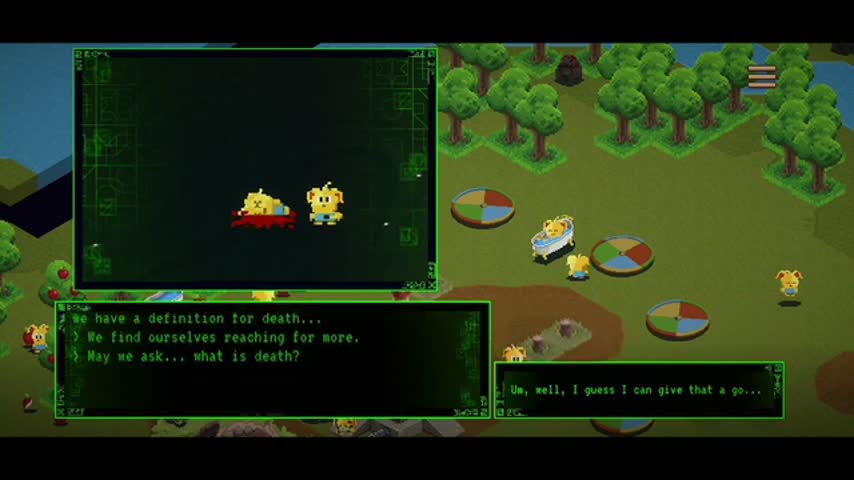 we have a definition for death...
> We find ourselves reaching for more.
> May we ask... what is death?
Um, well, I guess I can give that a go...